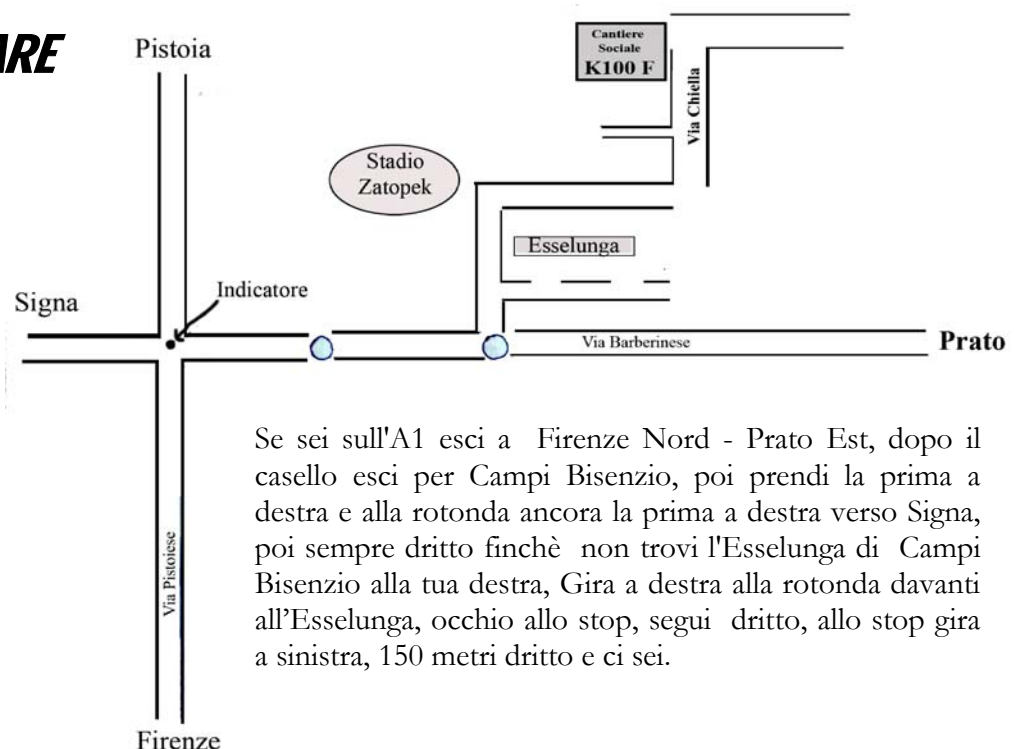 ARE
Pistoia
Cantiere
Sociale
K100 F
Via Chiella
Stadio
Zatopek
Esselunga
Signa
Indicatore
Via Barberinese
Prato
Se sei sull'A1 esci a Firenze Nord - Prato Est, dopo il
casello esci per Campi Bisenzio, poi prendi la prima a
destra e alla rotonda ancora la prima a destra verso Signa,
poi sempre dritto finchè non trovi l'Esselunga di Campi
Bisenzio alla tua destra, Gira a destra alla rotonda davanti
all’Esselunga, occhio allo stop, segui dritto, allo stop gira
a sinistra, 150 metri dritto e ci sei.
Via Pistoiese
Firenze